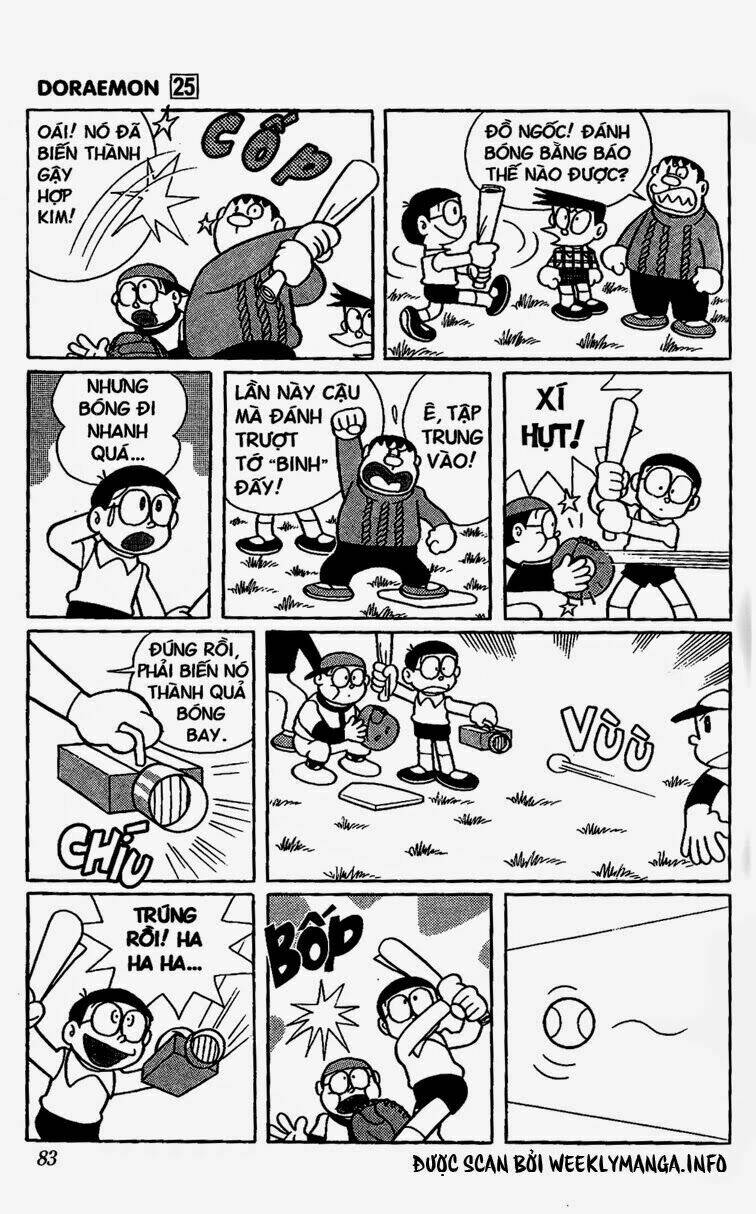 DORAEMON 25
OÁI! NÓ ĐÃ
BIẾN THÀNH
GẬY
HỢP
KIM!
CỐP
ĐỒ NGỐC! ĐÁNH
BÓNG BẰNG BÁO
THẾ NÀO ĐƯỢC?
NHƯNG
BÓNG ĐI
NHANH
QUÁ...
LẦN NÀY CẬU
MÀ ĐÁNH
TRƯỢT
TỚ “BINH”
ĐẤY!
Ê, TẬP
TRUNG
VÀO!
XÍ
HỤT!
ĐÚNG RỒI,
PHẢI BIẾN NÓ
THÀNH QUẢ
BÓNG
BAY.
CHÍU
VÙÙ
TRÚNG
RỒI! HA
HA HA...
BỐP
83
ĐƯỢC SCAN BỞI WEEKLYMANGA.INFO